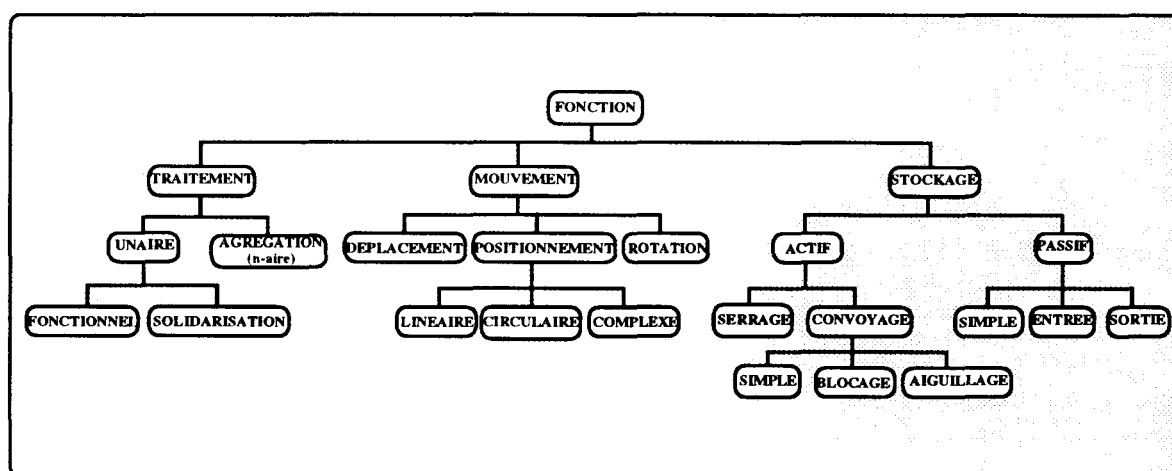 FONCTION
TRAITEMENT
MOUVEMENT
STOCKAGE
UNAIRE
AGREGATION
(n-aire)
DEPLACEMENT
POSITIONNEMENT
ROTATION
ACTIF
PASSIF
FONCTIONNEL
SOLIDARISATION
LINEAIRE
CIRCULAIRE
COMPLEXE
SERRAGE
CONVOYAGE
SIMPLE
ENTREE
SORTIE
SIMPLE
BLOCAGE
AIGUILLAGE